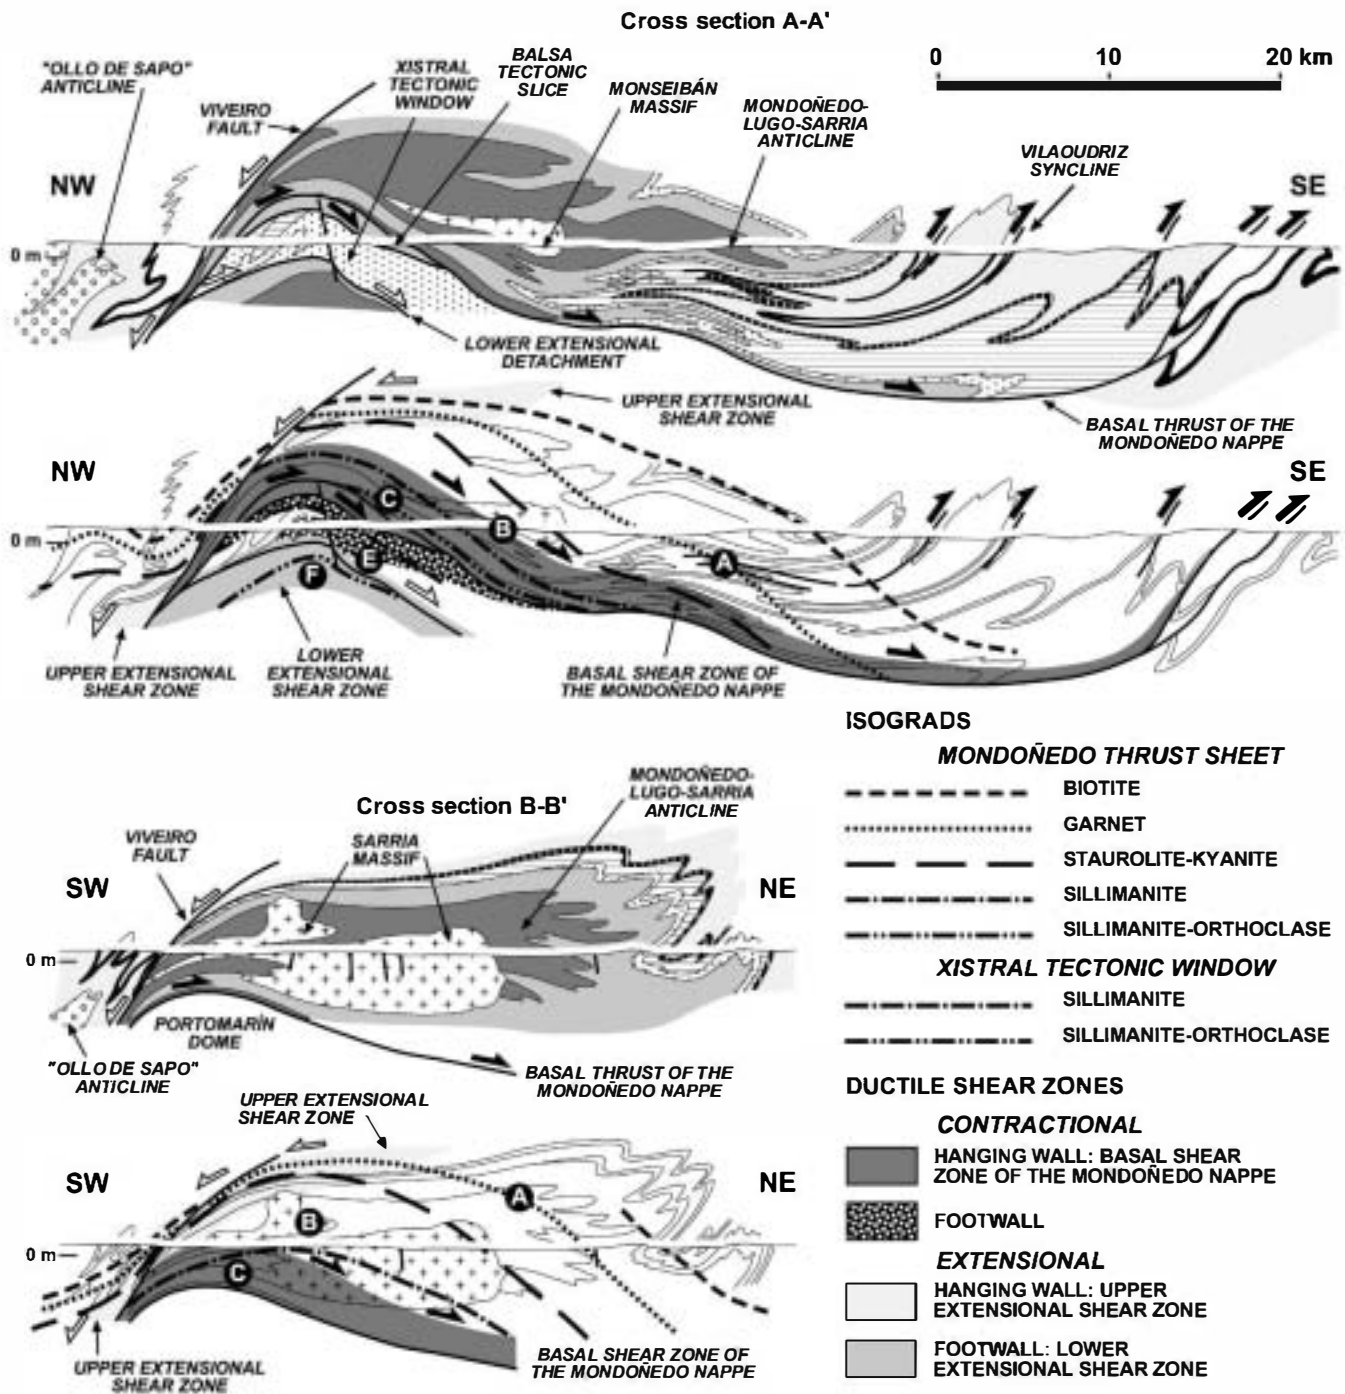 Cross section A-A'
0 10 20 km
"OLLO DE SAPO"
ANTICLINE
VIVEIRO
FAULT
XISTRAL
TECTONIC
WINDOW
BALSA
TECTONIC
SLICE
MONSEIBÁN
MASSIF
MONDOÑEDO-
LUGO-SARRIA
ANTICLINE
VILAOUDRIZ
SYNCLINE
NW
SE
0 m
LOWER EXTENSIONAL
DETACHMENT
BASAL THRUST OF THE
MONDOÑEDO NAPPE
UPPER EXTENSIONAL
SHEAR ZONE
NW
SE
0 m
A
B
C
E
F
UPPER EXTENSIONAL
SHEAR ZONE
LOWER
EXTENSIONAL
SHEAR ZONE
BASAL SHEAR ZONE OF
THE MONDOÑEDO NAPPE
Cross section B-B'
VIVEIRO
FAULT
SARRIA
MASSIF
MONDOÑEDO-
LUGO-SARRIA
ANTICLINE
SW
NE
0 m
PORTOMARÍN
DOME
"OLLO DE SAPO"
ANTICLINE
BASAL THRUST OF THE
MONDOÑEDO NAPPE
UPPER EXTENSIONAL
SHEAR ZONE
SW
NE
0 m
A
B
C
UPPER EXTENSIONAL
SHEAR ZONE
BASAL SHEAR ZONE OF
THE MONDOÑEDO NAPPE
ISOGRADS
MONDOÑEDO THRUST SHEET
BIOTITE
GARNET
STAUROLITE-KYANITE
SILLIMANITE
SILLIMANITE-ORTHOCLASE
XISTRAL TECTONIC WINDOW
SILLIMANITE
SILLIMANITE-ORTHOCLASE
DUCTILE SHEAR ZONES
CONTRACTIONAL
HANGING WALL: BASAL SHEAR
ZONE OF THE MONDOÑEDO NAPPE
FOOTWALL
EXTENSIONAL
HANGING WALL: UPPER
EXTENSIONAL SHEAR ZONE
FOOTWALL: LOWER
EXTENSIONAL SHEAR ZONE